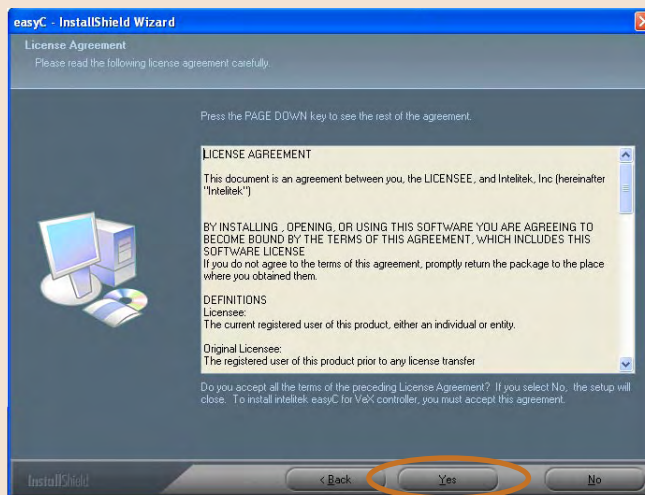 easyC - InstallShield Wizard
License Agreement
Please read the following license agreement carefully.
Press the PAGE DOWN key to see the rest of the agreement.
LICENSE AGREEMENT
This document is an agreement between you, the LICENSEE, and Intelitek, Inc (hereinafter
"Intelitek")
BY INSTALLING , OPENING, OR USING THIS SOFTWARE YOU ARE AGREEING TO
BECOME BOUND BY THE TERMS OF THIS AGREEMENT, WHICH INCLUDES THIS
SOFTWARE LICENSE
If you do not agree to the terms of this agreement, promptly return the package to the place
where you obtained them.
DEFINITIONS
Licensee:
The current registered user of this product, either an individual or entity.
Original Licensee:
The registered user of this product prior to any license transfer
Do you accept all the terms of the preceding License Agreement? If you select No, the setup will
close. To install intelitek easyC for VeX controller, you must accept this agreement.
InstallShield
< Back
Yes
No